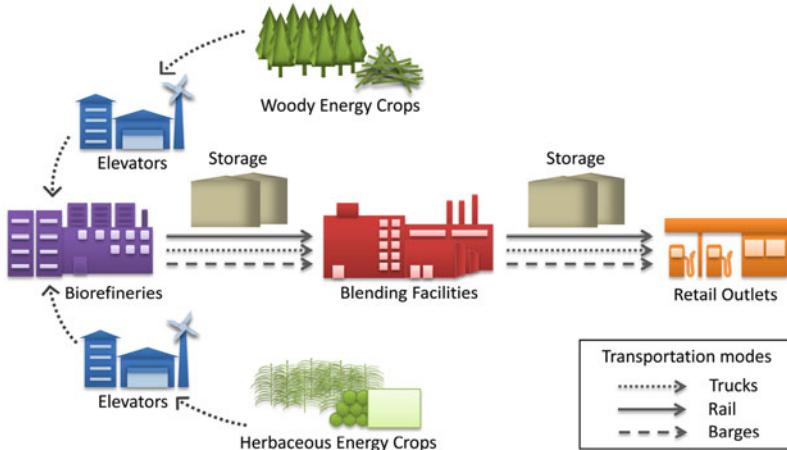 Woody Energy Crops
Elevators
Storage
Storage
Biorefineries
Blending Facilities
Retail Outlets
Elevators
Herbaceous Energy Crops
Transportation modes
Trucks
Rail
Barges